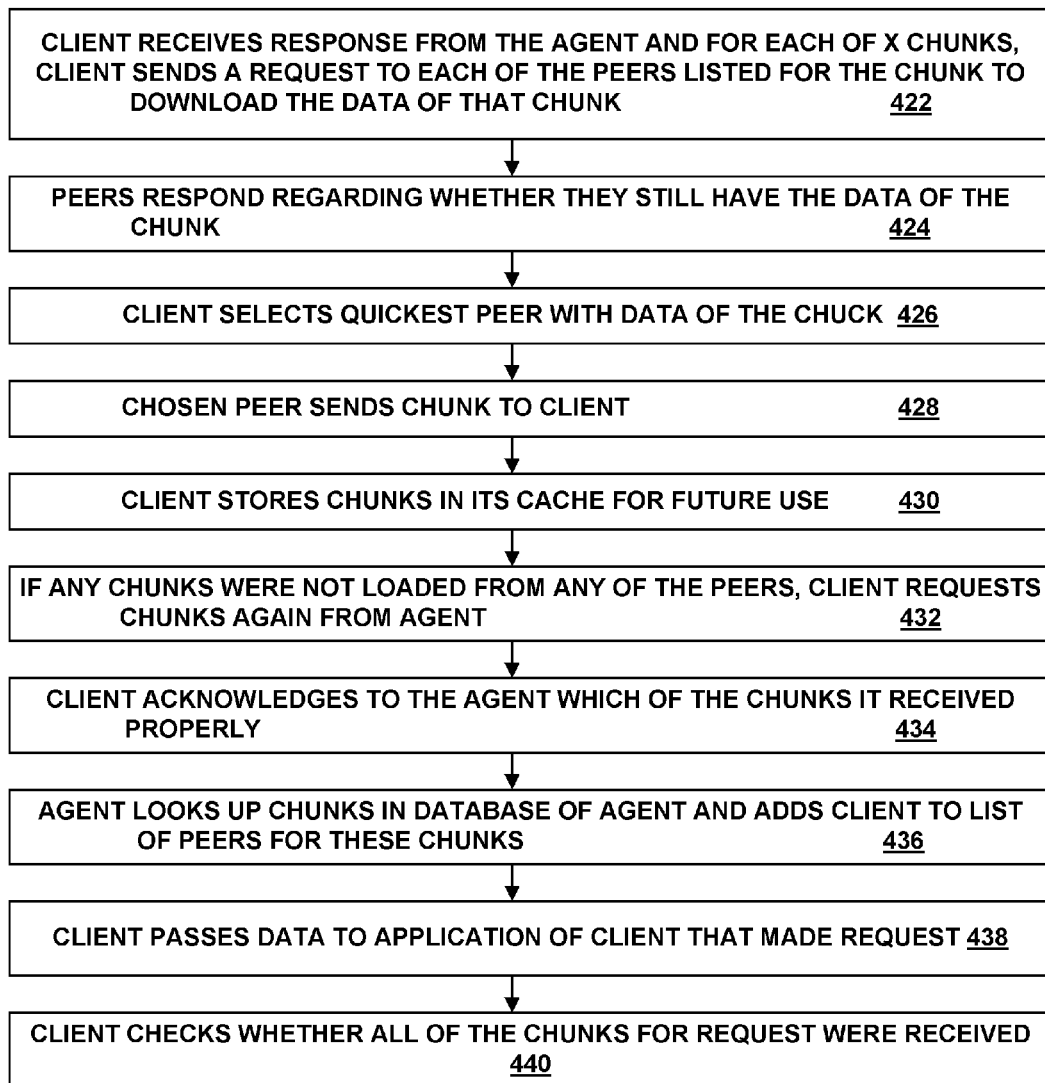 CLIENT RECEIVES RESPONSE FROM THE AGENT AND FOR EACH OF X CHUNKS,
CLIENT SENDS A REQUEST TO EACH OF THE PEERS LISTED FOR THE CHUNK TO
DOWNLOAD THE DATA OF THAT CHUNK 422
PEERS RESPOND REGARDING WHETHER THEY STILL HAVE THE DATA OF THE
CHUNK 424
CLIENT SELECTS QUICKEST PEER WITH DATA OF THE CHUCK 426
CHOSEN PEER SENDS CHUNK TO CLIENT 428
CLIENT STORES CHUNKS IN ITS CACHE FOR FUTURE USE 430
IF ANY CHUNKS WERE NOT LOADED FROM ANY OF THE PEERS, CLIENT REQUESTS
CHUNKS AGAIN FROM AGENT 432
CLIENT ACKNOWLEDGES TO THE AGENT WHICH OF THE CHUNKS IT RECEIVED
PROPERLY 434
AGENT LOOKS UP CHUNKS IN DATABASE OF AGENT AND ADDS CLIENT TO LIST
OF PEERS FOR THESE CHUNKS 436
CLIENT PASSES DATA TO APPLICATION OF CLIENT THAT MADE REQUEST 438
CLIENT CHECKS WHETHER ALL OF THE CHUNKS FOR REQUEST WERE RECEIVED
440